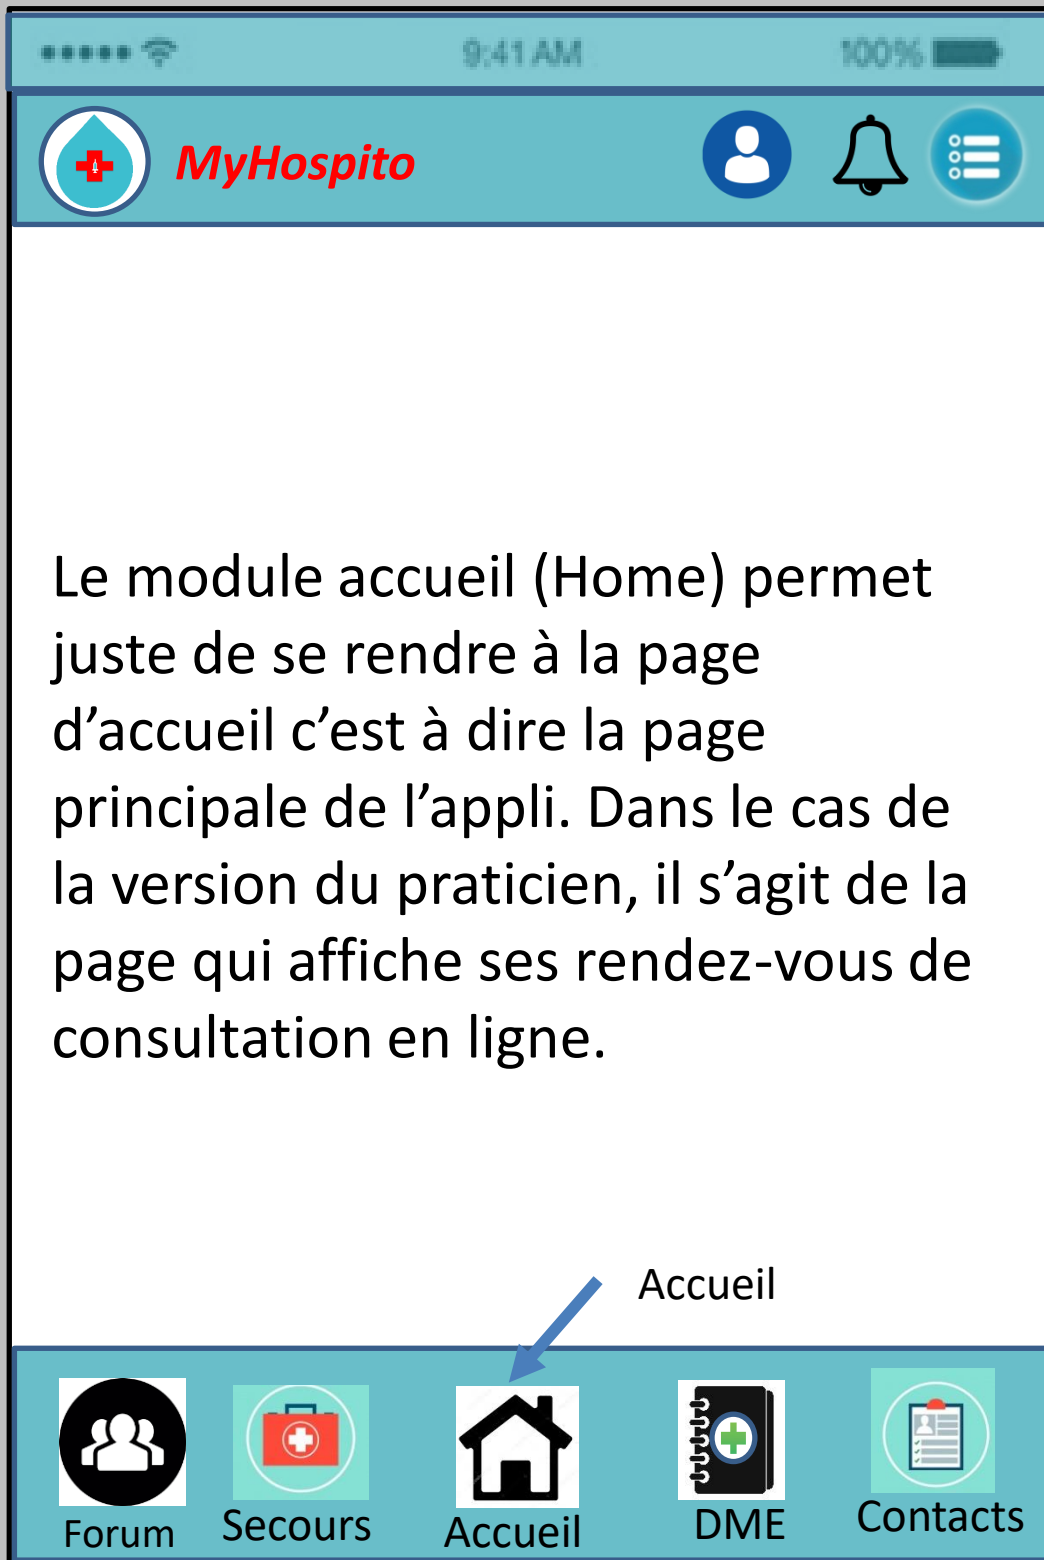 9:41 AM 100%
MyHospito
Le module accueil (Home) permet
juste de se rendre à la page
d’accueil c’est à dire la page
principale de l’appli. Dans le cas de
la version du praticien, il s’agit de la
page qui affiche ses rendez-vous de
consultation en ligne.
Accueil
Forum Secours Accueil DME Contacts